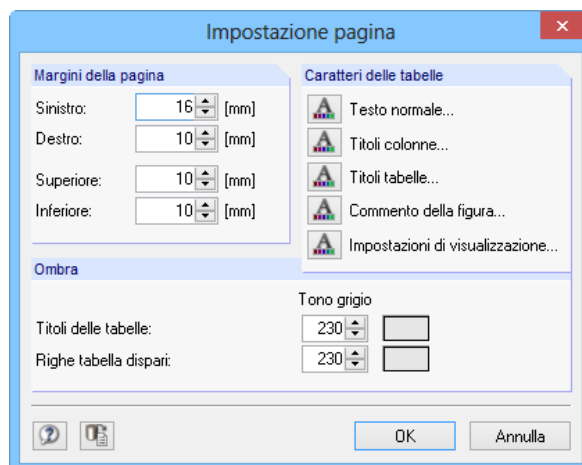 Impostazione pagina
Margini della pagina
Sinistro: 16 [mm]
Destro: 10 [mm]
Superiore: 10 [mm]
Inferiore: 10 [mm]
Caratteri delle tabelle
Testo normale...
Titoli colonne...
Titoli tabelle...
Commento della figura...
Impostazioni di visualizzazione...
Ombra
Tono grigio
Titoli delle tabelle: 230
Righe tabella dispari: 230
OK Annulla